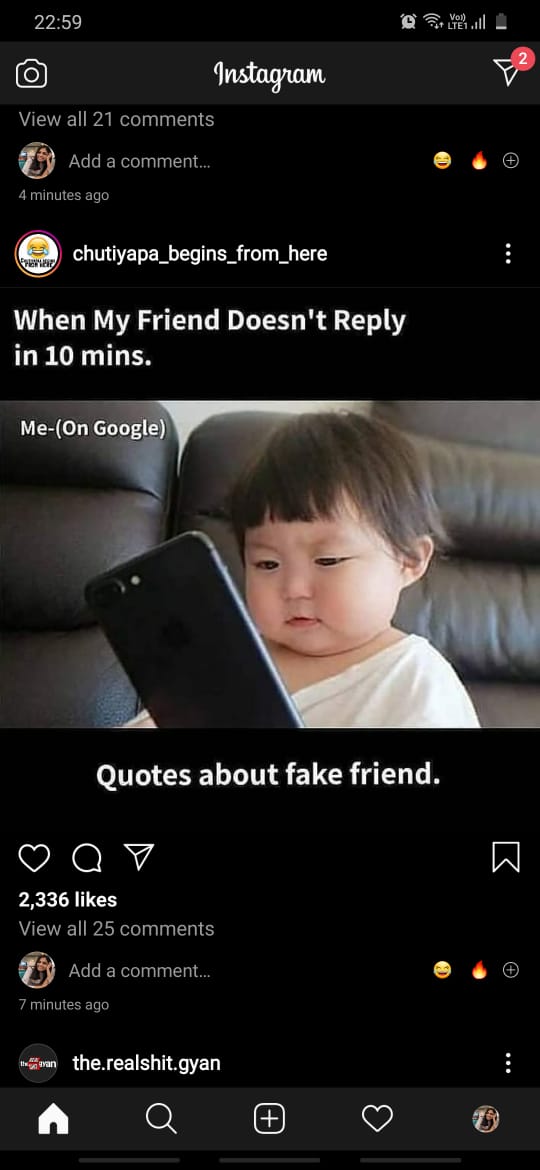 22:59
Vo))
LTE1
Instagram
2
View all 21 comments
Add a comment...
4 minutes ago
chutiyapa_begins_from_here
When My Friend Doesn't Reply
in 10 mins.
Me-(On Google)
Quotes about fake friend.
2,336 likes
View all 25 comments
Add a comment...
7 minutes ago
the.realshit.gyan